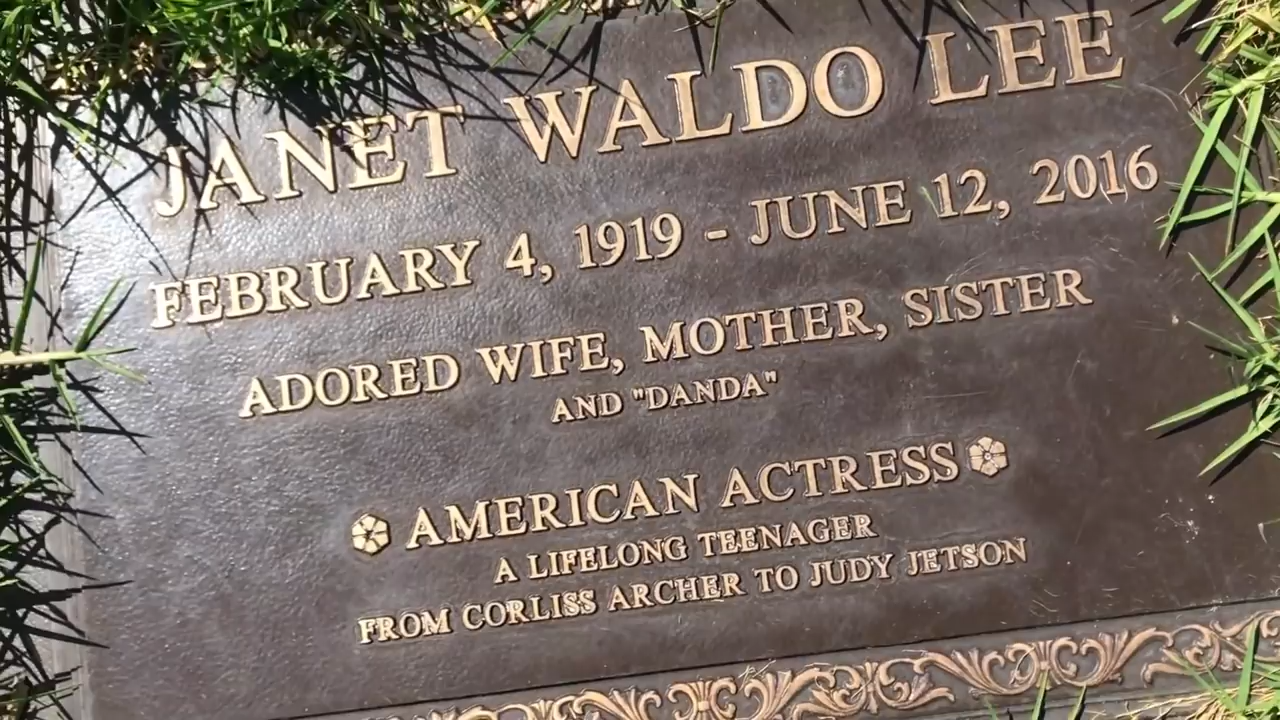 JANET WALDO LEE
FEBRUARY 4, 1919 - JUNE 12, 2016
ADORED WIFE, MOTHER, SISTER
AND "DANDA"
AMERICAN ACTRESS
A LIFELONG TEENAGER
FROM CORLISS ARCHER TO JUDY JETSON